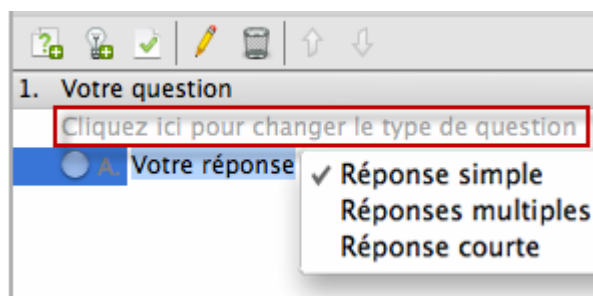 1. Votre question
Cliquez ici pour changer le type de question
A. Votre réponse
✓ Réponse simple
Réponses multiples
Réponse courte